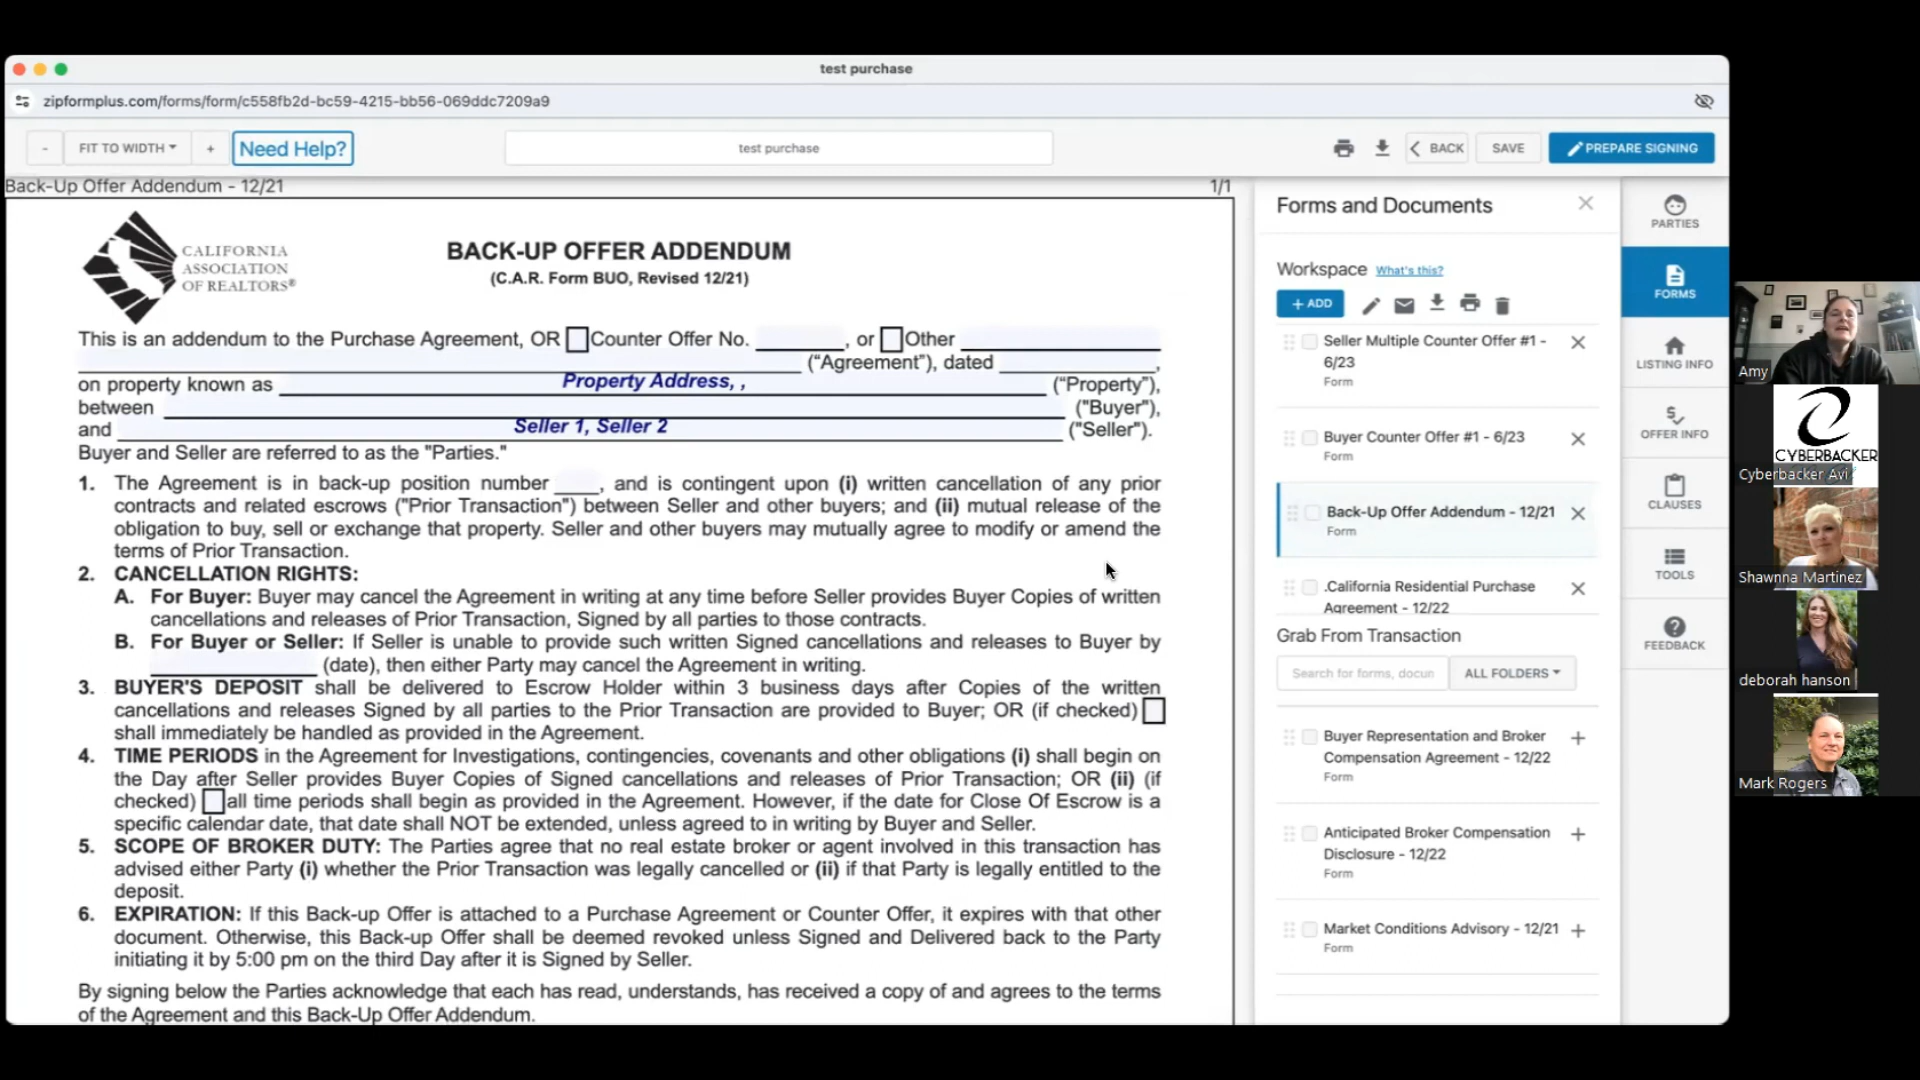 test purchase
zipformplus.com/forms/form/c558fb2d-bc59-4215-bb56-069ddc7209a9
- FIT TO WIDTH + Need Help? test purchase BACK SAVE PREPARE SIGNING
Back-Up Offer Addendum - 12/21 1/1
CALIFORNIA
ASSOCIATION
OF REALTORS®
BACK-UP OFFER ADDENDUM
(C.A.R. Form BUO, Revised 12/21)
This is an addendum to the Purchase Agreement, OR Counter Offer No. ________, or Other ________
("Agreement"), dated ________,
on property known as Property Address, , ("Property"),
between ("Buyer"),
and Seller 1, Seller 2 ("Seller").
Buyer and Seller are referred to as the "Parties."
1. The Agreement is in back-up position number ____, and is contingent upon (i) written cancellation of any prior
contracts and related escrows ("Prior Transaction") between Seller and other buyers; and (ii) mutual release of the
obligation to buy, sell or exchange that property. Seller and other buyers may mutually agree to modify or amend the
terms of Prior Transaction.
2. CANCELLATION RIGHTS:
A. For Buyer: Buyer may cancel the Agreement in writing at any time before Seller provides Buyer Copies of written
cancellations and releases of Prior Transaction, Signed by all parties to those contracts.
B. For Buyer or Seller: If Seller is unable to provide such written Signed cancellations and releases to Buyer by
(date), then either Party may cancel the Agreement in writing.
3. BUYER'S DEPOSIT shall be delivered to Escrow Holder within 3 business days after Copies of the written
cancellations and releases Signed by all parties to the Prior Transaction are provided to Buyer; OR (if checked)
shall immediately be handled as provided in the Agreement.
4. TIME PERIODS in the Agreement for Investigations, contingencies, covenants and other obligations (i) shall begin on
the Day after Seller provides Buyer Copies of Signed cancellations and releases of Prior Transaction; OR (ii) (if
checked) all time periods shall begin as provided in the Agreement. However, if the date for Close Of Escrow is a
specific calendar date, that date shall NOT be extended, unless agreed to in writing by Buyer and Seller.
5. SCOPE OF BROKER DUTY: The Parties agree that no real estate broker or agent involved in this transaction has
advised either Party (i) whether the Prior Transaction was legally cancelled or (ii) if that Party is legally entitled to the
deposit.
6. EXPIRATION: If this Back-up Offer is attached to a Purchase Agreement or Counter Offer, it expires with that other
document. Otherwise, this Back-up Offer shall be deemed revoked unless Signed and Delivered back to the Party
initiating it by 5:00 pm on the third Day after it is Signed by Seller.
By signing below the Parties acknowledge that each has read, understands, has received a copy of and agrees to the terms
of the Agreement and this Back-Up Offer Addendum.
Forms and Documents
Workspace What's this?
+ ADD
Seller Multiple Counter Offer #1 -
6/23
Form
Buyer Counter Offer #1 - 6/23
Form
Back-Up Offer Addendum - 12/21
Form
.California Residential Purchase
Agreement - 12/22
Grab From Transaction
Search for forms, docun ALL FOLDERS
Buyer Representation and Broker
Compensation Agreement - 12/22
Form
Anticipated Broker Compensation
Disclosure - 12/22
Form
Market Conditions Advisory - 12/21
Form
PARTIES
FORMS
LISTING INFO
OFFER INFO
CLAUSES
TOOLS
FEEDBACK
Amy
CYBERBACKER
Cyberbacker Avi
Shawnna Martinez
deborah hanson
Mark Rogers